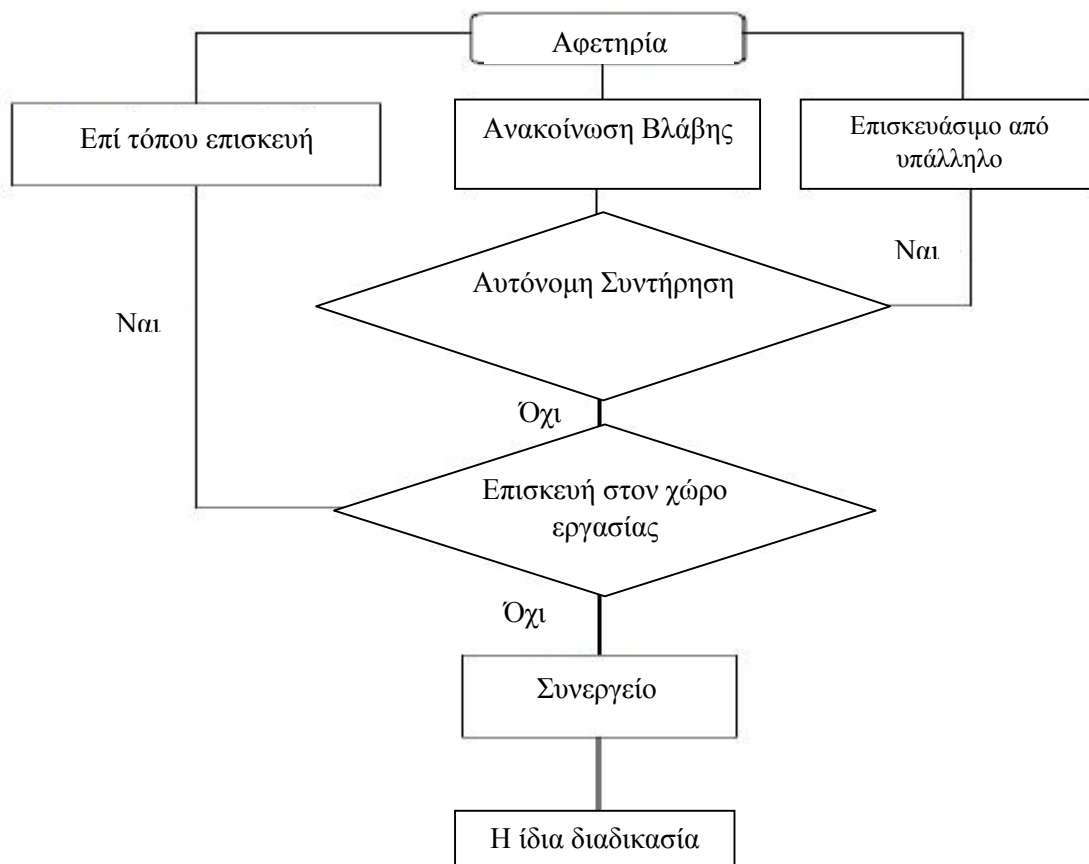 Αφετηρία
Επί τόπου επισκευή
Ανακοίνωση Βλάβης
Επισκευάσιμο από
υπάλληλο
Ναι
Αυτόνομη Συντήρηση
Ναι
Όχι
Επισκευή στον χώρο
εργασίας
Όχι
Συνεργείο
Η ίδια διαδικασία